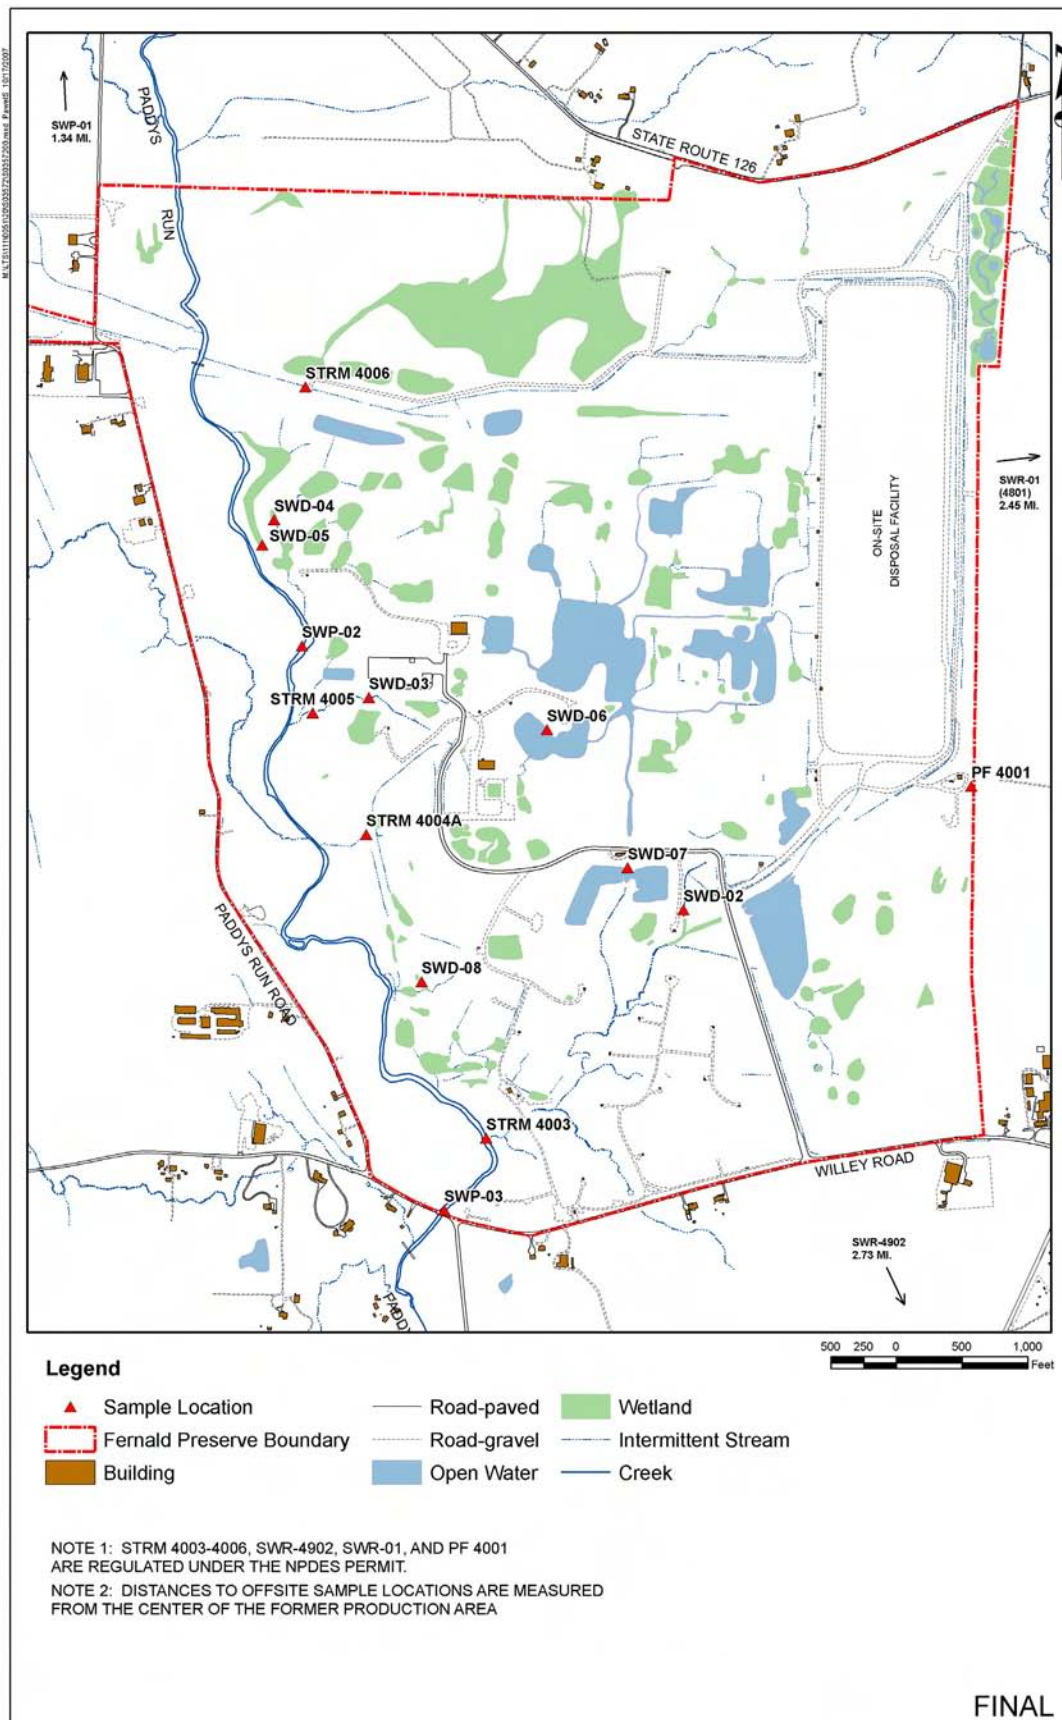 SWP-01
1.34 MI.
PADDYS
RUN
STATE ROUTE 126
STRM 4006
SWR-01
(4801)
2.45 MI.
SWD-04
SWD-05
ON-SITE
DISPOSAL FACILITY
SWP-02
SWD-03
STRM 4005
SWD-06
PF 4001
STRM 4004A
SWD-07
SWD-02
PADDYS RUN ROAD
SWD-08
STRM 4003
WILLEY ROAD
SWP-03
SWR-4902
2.73 MI.
500 250 0 500 1,000
Feet
Legend
Sample Location
Road-paved
Wetland
Fernald Preserve Boundary
Road-gravel
Intermittent Stream
Building
Open Water
Creek
NOTE 1: STRM 4003-4006, SWR-4902, SWR-01, AND PF 4001
ARE REGULATED UNDER THE NPDES PERMIT.
NOTE 2: DISTANCES TO OFFSITE SAMPLE LOCATIONS ARE MEASURED
FROM THE CENTER OF THE FORMER PRODUCTION AREA
FINAL